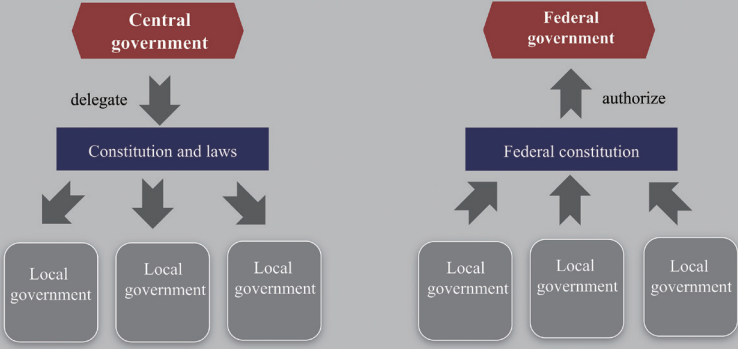 Central
government
delegate
Constitution and laws
Local
government
Local
government
Local
government
Federal
government
authorize
Federal constitution
Local
government
Local
government
Local
government